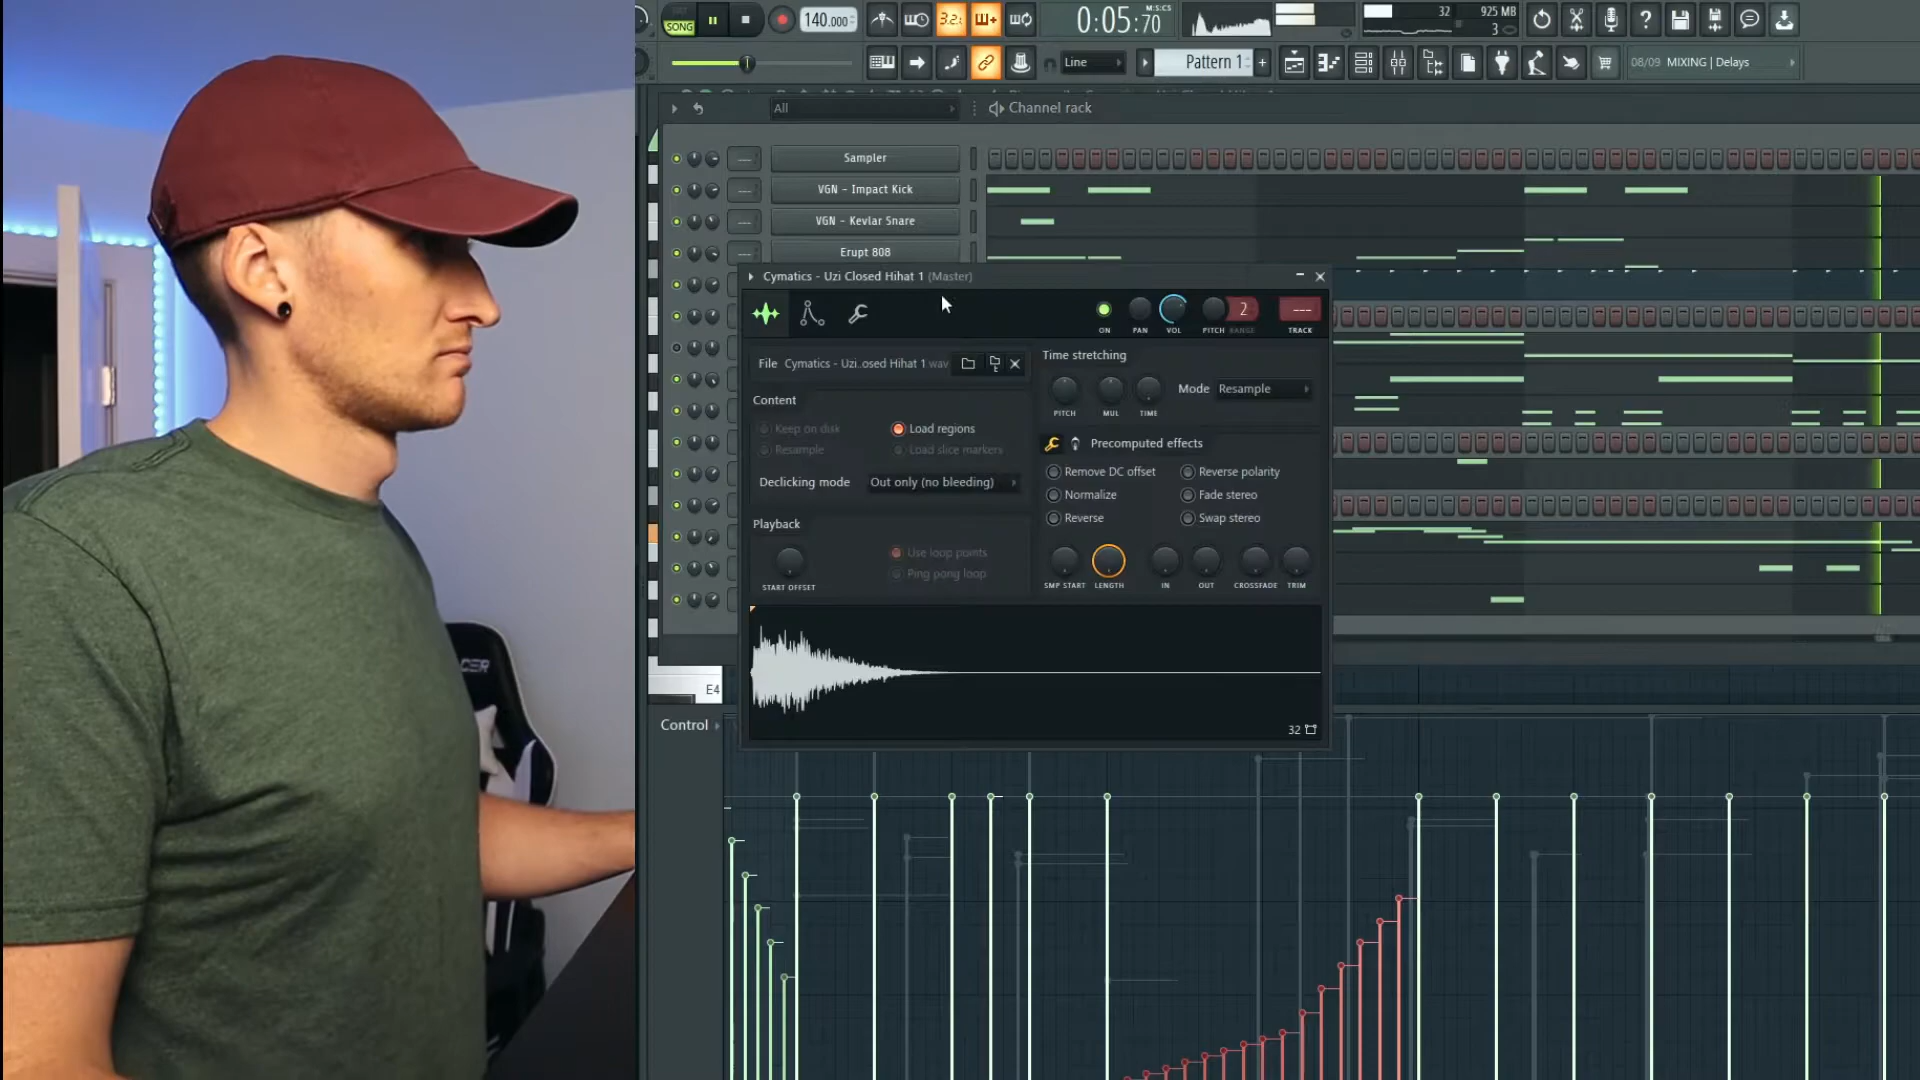 SONG
140.000
3.2
0:05:70
M:S:CS
32
925 MB
3
Line
Pattern 1
08/09 MIXING | Delays
All
Channel rack
Sampler
VGN - Impact Kick
VGN - Kevlar Snare
Erupt 808
Cymatics - Uzi Closed Hihat 1 (Master)
2
---
ON
PAN
VOL
PITCH
RANGE
TRACK
File
Cymatics - Uzi..osed Hihat 1.wav
Time stretching
PITCH
MUL
TIME
Mode
Resample
Content
Keep on disk
Load regions
Resample
Load slice markers
Declicking mode
Out only (no bleeding)
Precomputed effects
Remove DC offset
Reverse polarity
Normalize
Fade stereo
Reverse
Swap stereo
Playback
Use loop points
Ping pong loop
START OFFSET
SMP START
LENGTH
IN
OUT
CROSSFADE
TRIM
32
E4
Control